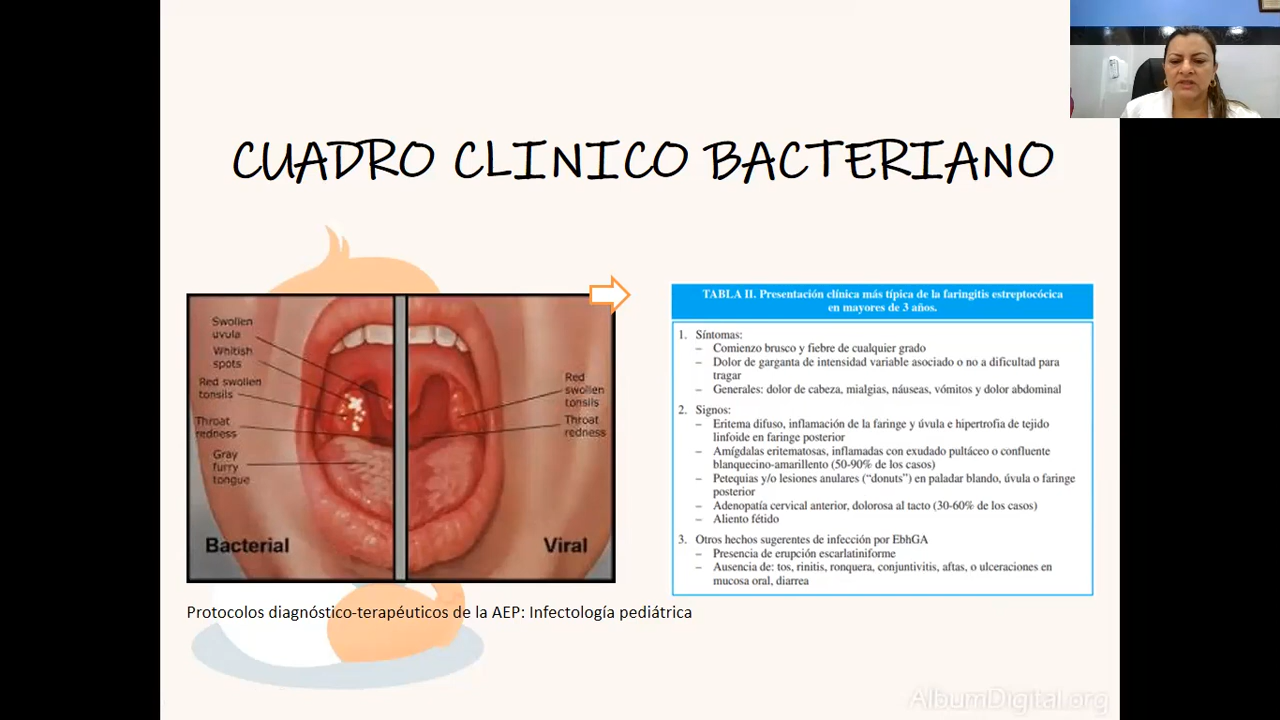 CUADRO CLINICO BACTERIANO
Swollen
uvula
Whitish
spots
Red swollen
tonsils
Throat
redness
Gray
furry
tongue
Bacterial
Red
swollen
tonsils
Throat
redness
Viral
TABLA II. Presentación clínica más típica de la faringitis estreptocócica
en mayores de 3 años.
1. Síntomas:
– Comienzo brusco y fiebre de cualquier grado
– Dolor de garganta de intensidad variable asociado o no a dificultad para
tragar
– Generales: dolor de cabeza, mialgias, náuseas, vómitos y dolor abdominal
2. Signos:
– Eritema difuso, inflamación de la faringe y úvula e hipertrofia de tejido
linfoide en faringe posterior
– Amígdalas eritematosas, inflamadas con exudado pultáceo o confluente
blanquecino-amarillento (50-90% de los casos)
– Petequias y/o lesiones anulares (“donuts”) en paladar blando, úvula o faringe
posterior
– Adenopatía cervical anterior, dolorosa al tacto (30-60% de los casos)
– Aliento fétido
3. Otros hechos sugerentes de infección por EbhGA
– Presencia de erupción escarlatiniforme
– Ausencia de: tos, rinitis, ronquera, conjuntivitis, aftas, o ulceraciones en
mucosa oral, diarrea
Protocolos diagnóstico-terapéuticos de la AEP: Infectología pediátrica
AlbumDigital.org